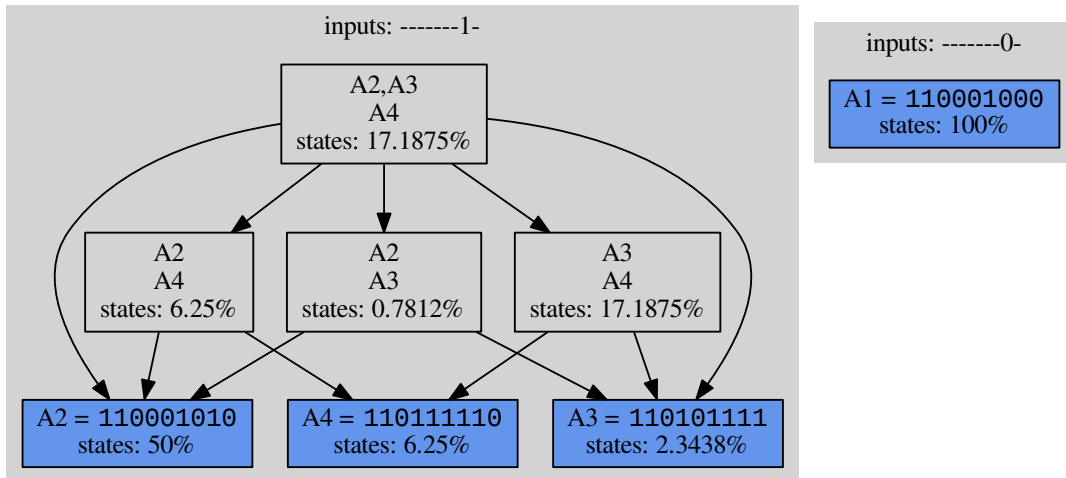 inputs: -------1-
A2,A3
A4
states: 17.1875%
A2
A4
states: 6.25%
A2
A3
states: 0.7812%
A3
A4
states: 17.1875%
A2 = 110001010
states: 50%
A4 = 110111110
states: 6.25%
A3 = 110101111
states: 2.3438%
inputs: -------0-
A1 = 110001000
states: 100%